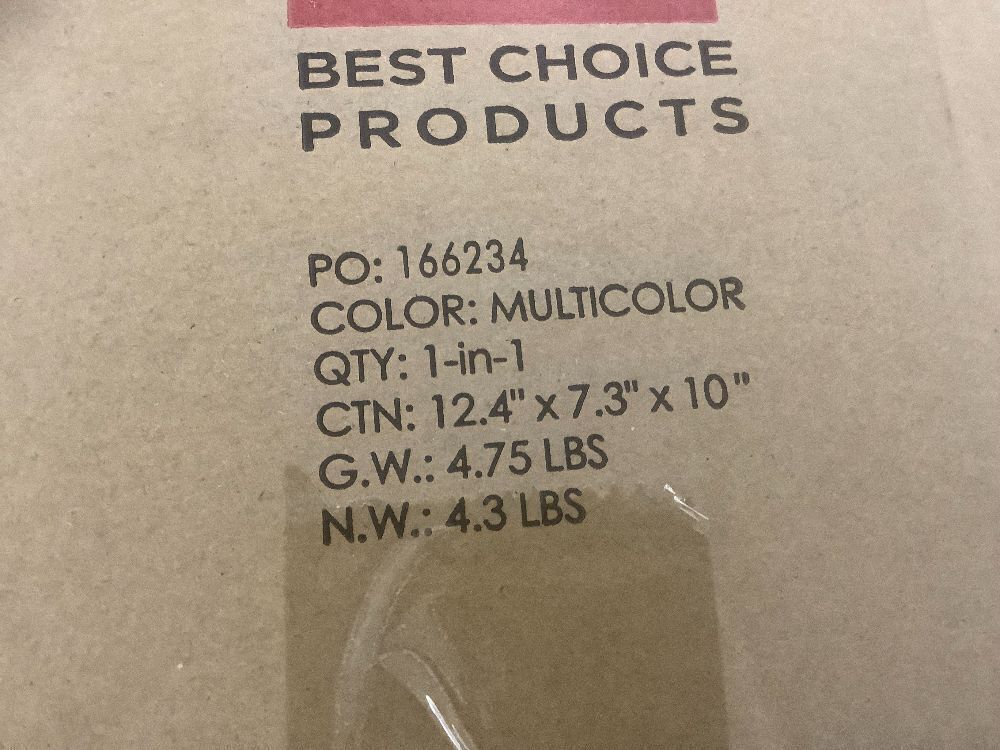 BEST CHOICE
PRODUCTS
PO: 166234
COLOR: MULTICOLOR
QTY: 1-in-1
CTN: 12.4" x 7.3" x 10"
G.W.: 4.75 LBS
N.W.: 4.3 LBS